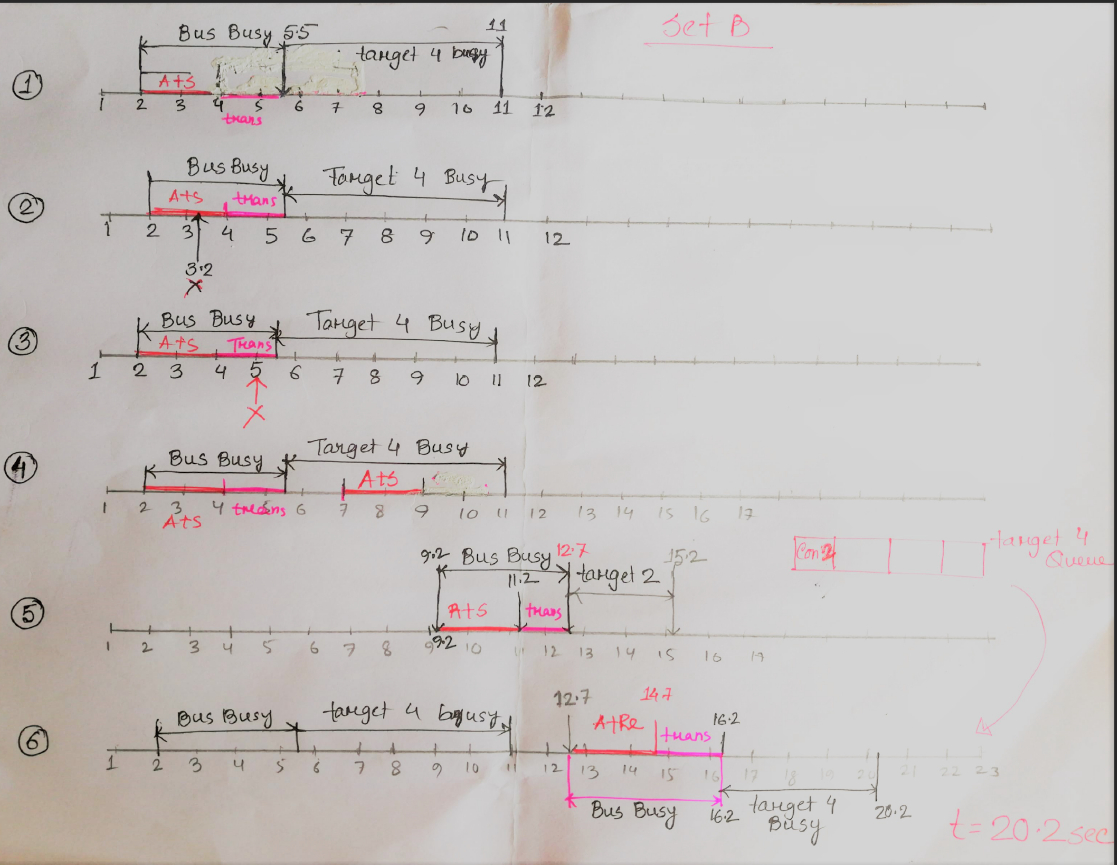 Set B
Bus Busy 5.5 11
target 4 busy
① A+S
1 2 3 4 5 6 7 8 9 10 11 12
trans
Bus Busy Target 4 Busy
② A+S trans
1 2 3 4 5 6 7 8 9 10 11 12
3.2
X
Bus Busy Target 4 Busy
③ A+S Trans
1 2 3 4 5 6 7 8 9 10 11 12
X
Bus Busy Target 4 Busy
④ A+S
1 2 3 4 5 6 7 8 9 10 11 12 13 14 15 16 17
A+S trans
target 4
Queue
9.2 Bus Busy 12.7 target 2 15.2
11.2
⑤ A+S trans
1 2 3 4 5 6 7 8 9 9.2 10 11 12 13 14 15 16 17
12.7 14.7
Bus Busy target 4 busy A+Re trans 16.2
⑥
1 2 3 4 5 6 7 8 9 10 11 12 13 14 15 16 17 18 19 20 21 22 23
Bus Busy 16.2 target 4 20.2
Busy
t = 20.2 sec